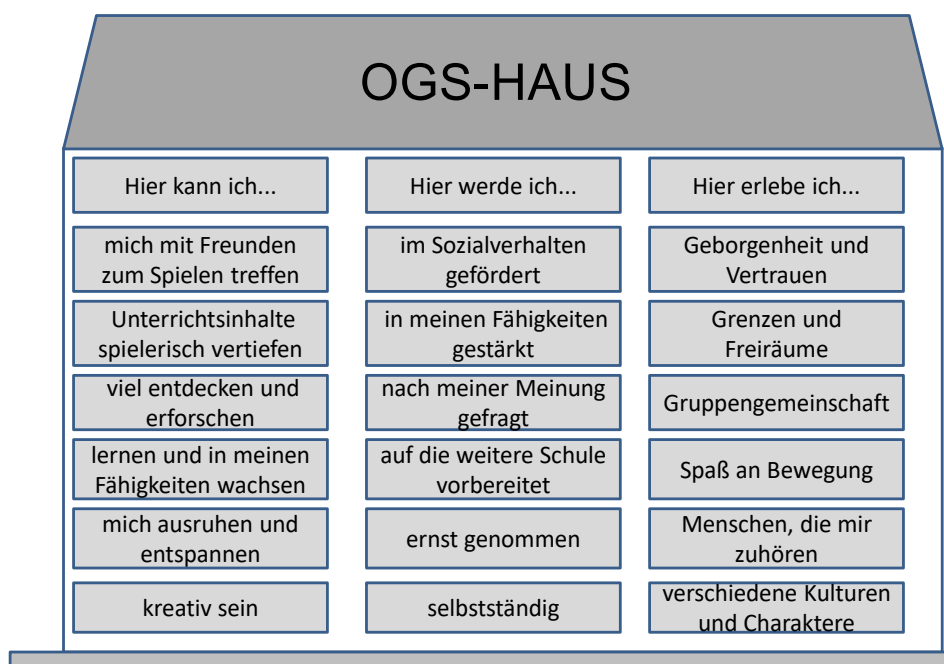 OGS-HAUS
Hier kann ich...
mich mit Freunden
zum Spielen treffen
Unterrichtsinhalte
spielerisch vertiefen
viel entdecken und
erforschen
lernen und in meinen
Fähigkeiten wachsen
mich ausruhen und
entspannen
kreativ sein
Hier werde ich...
im Sozialverhalten
gefördert
in meinen Fähigkeiten
gestärkt
nach meiner Meinung
gefragt
auf die weitere Schule
vorbereitet
ernst genommen
selbstständig
Hier erlebe ich...
Geborgenheit und
Vertrauen
Grenzen und
Freiräume
Gruppengemeinschaft
Spaß an Bewegung
Menschen, die mir
zuhören
verschiedene Kulturen
und Charaktere